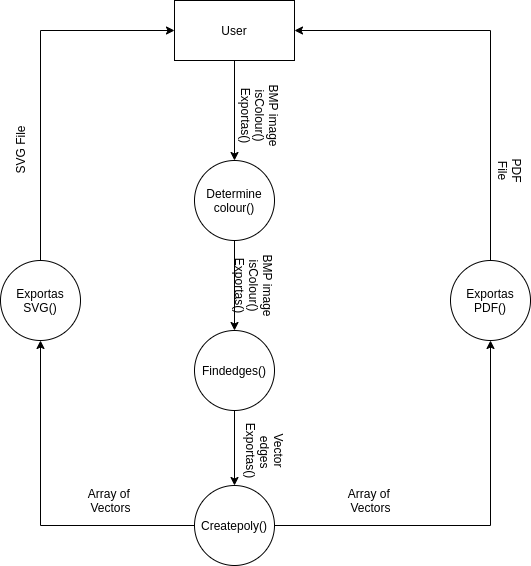 User
BMP image
isColour()
Exportas()
SVG File
PDF
File
Determine
colour()
BMP image
isColour()
Exportas()
Exportas
SVG()
Exportas
PDF()
Findedges()
Vector
edges
Exportas()
Array of
Vectors
Array of
Vectors
Createpoly()